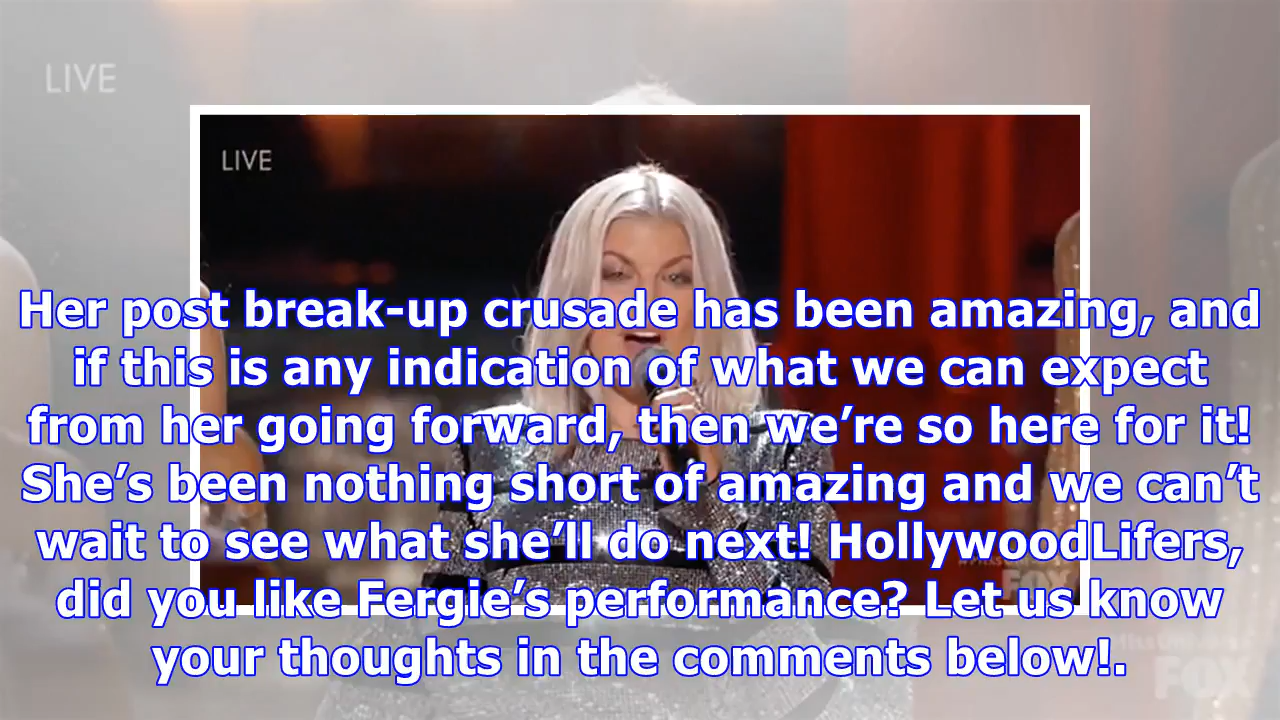 LIVE
LIVE
Her post break-up crusade has been amazing, and
if this is any indication of what we can expect
from her going forward, then we’re so here for it!
She’s been nothing short of amazing and we can’t
wait to see what she’ll do next! HollywoodLifers,
did you like Fergie’s performance? Let us know
your thoughts in the comments below!.
FOX
FOX